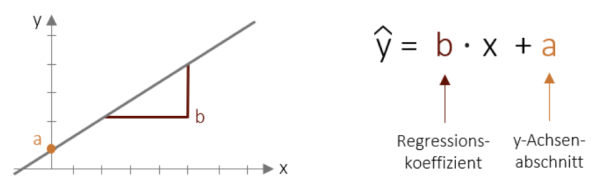 y
a
b
x
ŷ = b · x + a
Regressions-
koeffizient
y-Achsen-
abschnitt